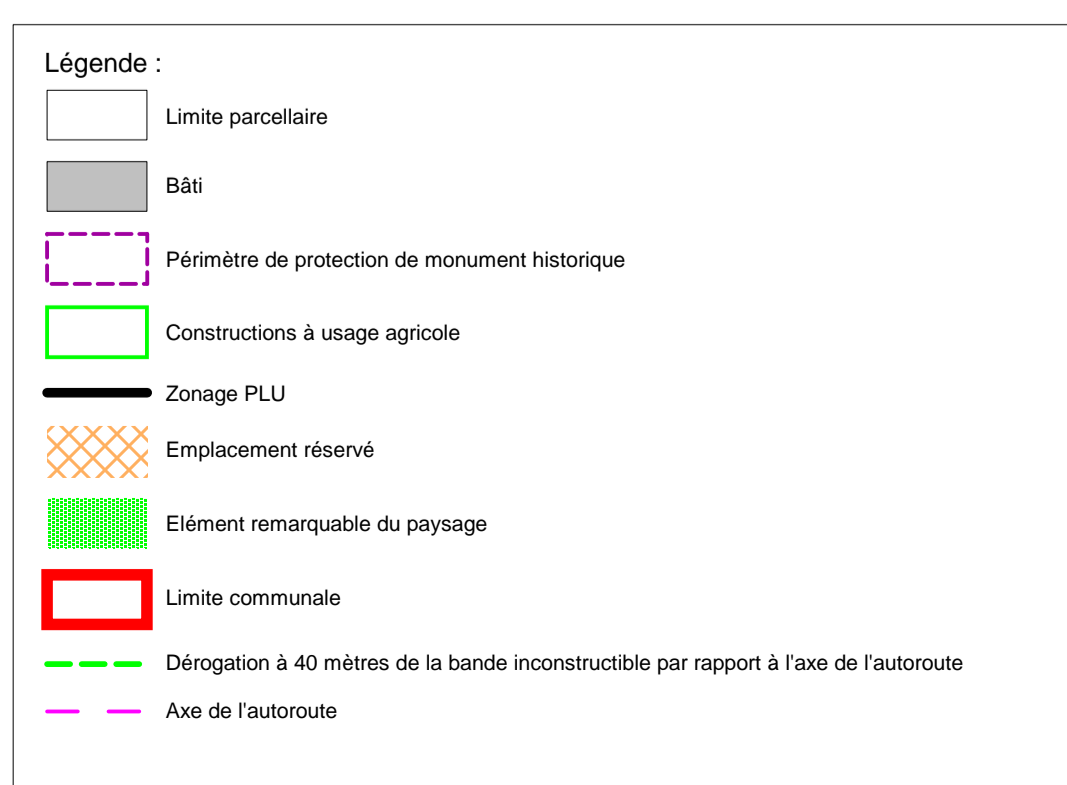 Légende :
Limite parcellaire
Bâti
Périmètre de protection de monument historique
Constructions à usage agricole
Zonage PLU
Emplacement réservé
Elément remarquable du paysage
Limite communale
Dérogation à 40 mètres de la bande inconstructible par rapport à l'axe de l'autoroute
Axe de l'autoroute